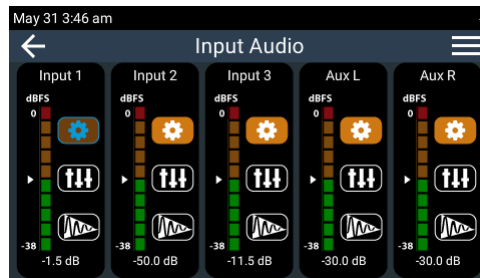 May 31 3:46 am
Input Audio
Input 1 Input 2 Input 3 Aux L Aux R
dBFS dBFS dBFS dBFS dBFS
0 0 0 0 0
-38 -38 -38 -38 -38
-1.5 dB -50.0 dB -11.5 dB -30.0 dB -30.0 dB